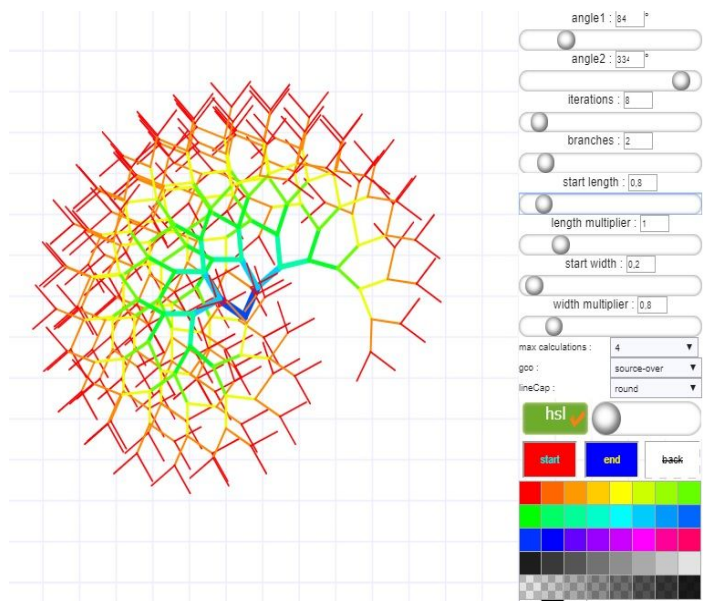 angle1 : 84 °
angle2 : 334 °
iterations : 8
branches : 2
start length : 0,8
length multiplier : 1
start width : 0,2
width multiplier : 0,8
max calculations : 4
gco : source-over
lineCap : round
hsl
start end back